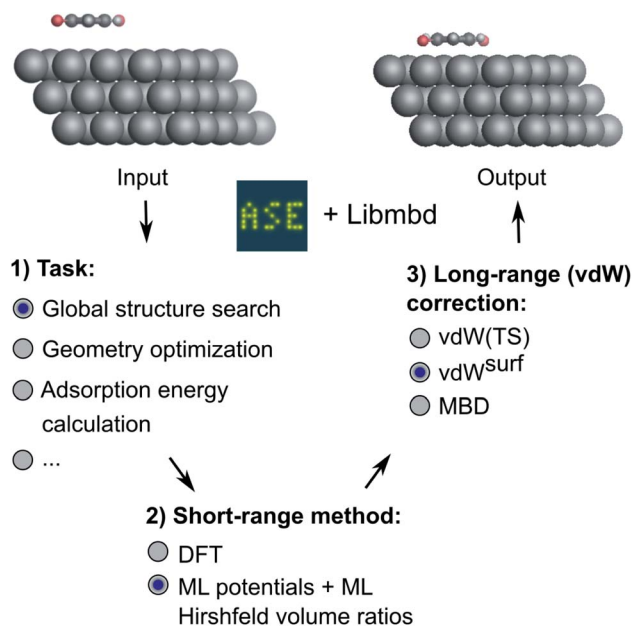 Input
Output
ASE + Libmbd
1) Task:
Global structure search
Geometry optimization
Adsorption energy
calculation
...
2) Short-range method:
DFT
ML potentials + ML
Hirshfeld volume ratios
3) Long-range (vdW)
correction:
vdW(TS)
vdWsurf
MBD